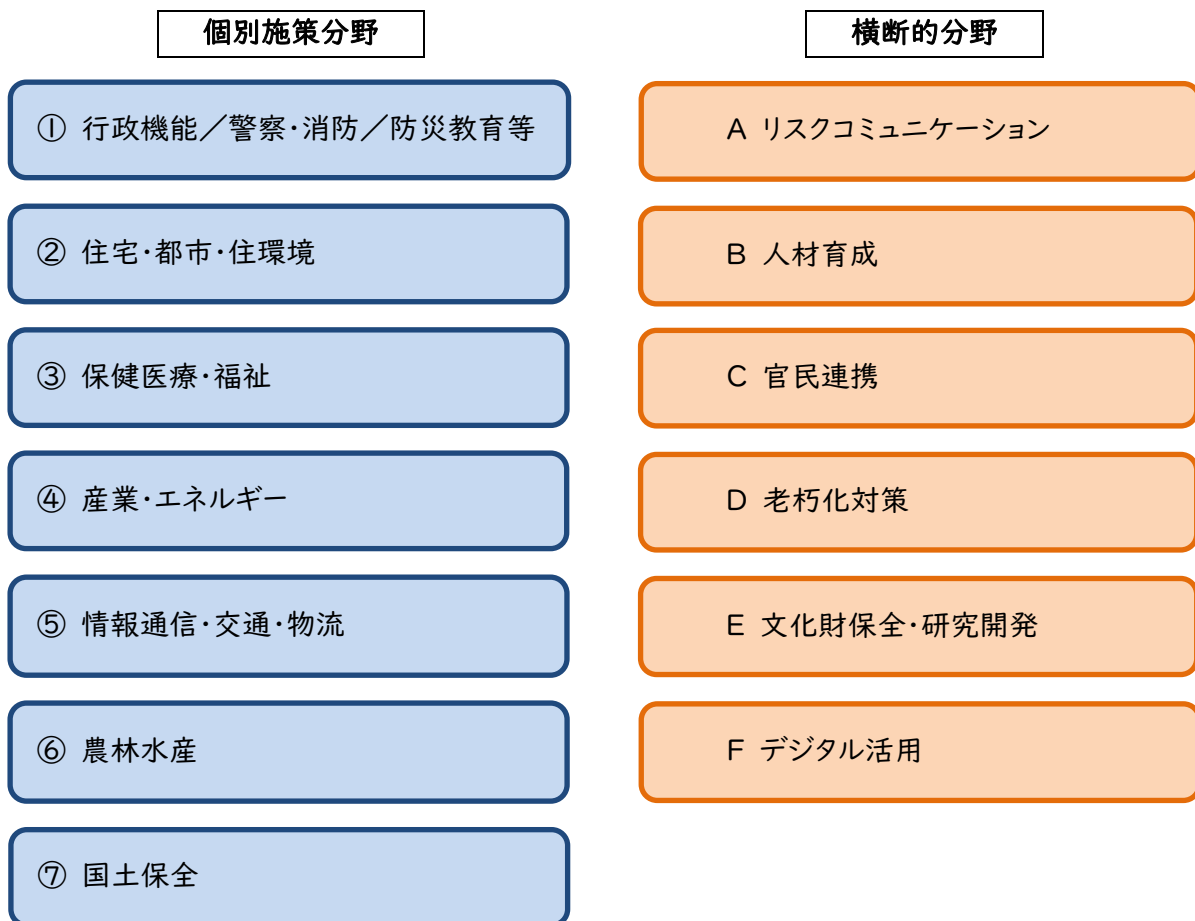 個別施策分野
① 行政機能／警察・消防／防災教育等
② 住宅・都市・住環境
③ 保健医療・福祉
④ 産業・エネルギー
⑤ 情報通信・交通・物流
⑥ 農林水産
⑦ 国土保全
横断的分野
A リスクコミュニケーション
B 人材育成
C 官民連携
D 老朽化対策
E 文化財保全・研究開発
F デジタル活用